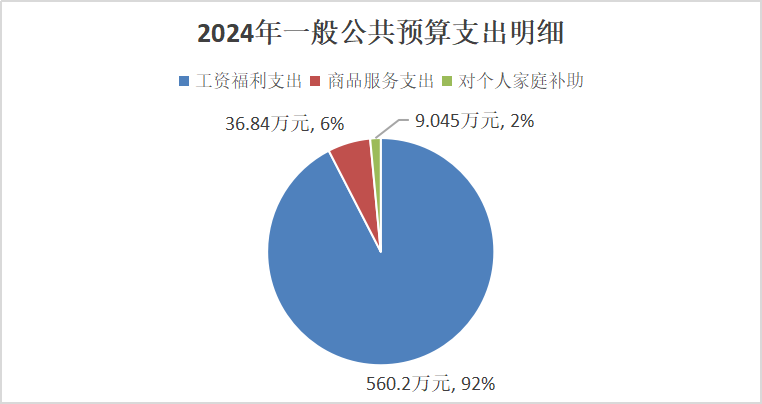 2024年一般公共预算支出明细
工资福利支出 商品服务支出 对个人家庭补助
36.84万元, 6%
9.045万元, 2%
560.2万元, 92%